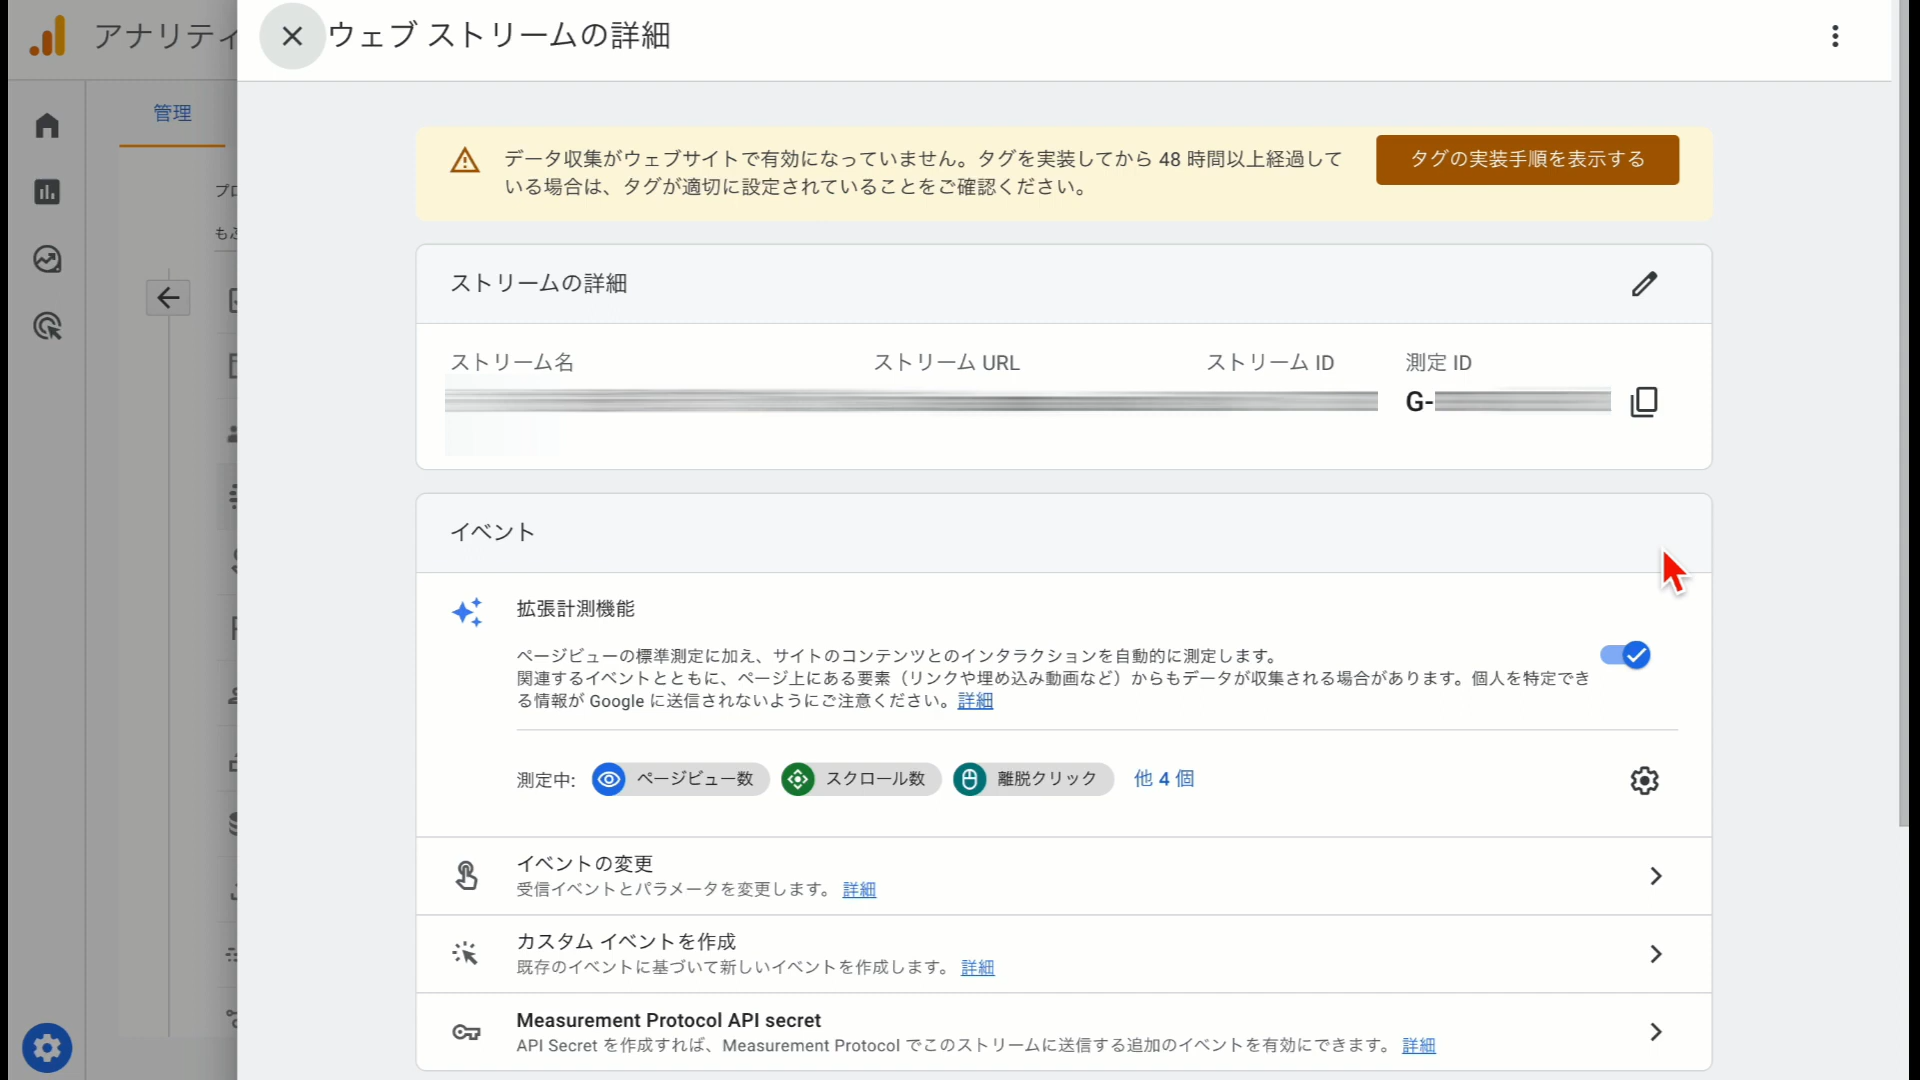 アナリティ
ウェブ ストリームの詳細
管理
プロ
データ収集がウェブサイトで有効になっていません。タグを実装してから 48 時間以上経過して
いる場合は、タグが適切に設定されていることをご確認ください。
タグの実装手順を表示する
ストリームの詳細
ストリーム名
ストリーム URL
ストリーム ID
測定 ID
G-
イベント
拡張計測機能
ページビューの標準測定に加え、サイトのコンテンツとのインタラクションを自動的に測定します。
関連するイベントとともに、ページ上にある要素（リンクや埋め込み動画など）からもデータが収集される場合があります。個人を特定でき
る情報が Google に送信されないようにご注意ください。詳細
測定中:
ページビュー数
スクロール数
離脱クリック
他 4 個
イベントの変更
受信イベントとパラメータを変更します。 詳細
カスタム イベントを作成
既存のイベントに基づいて新しいイベントを作成します。 詳細
Measurement Protocol API secret
API Secret を作成すれば、Measurement Protocol でこのストリームに送信する追加のイベントを有効にできます。 詳細